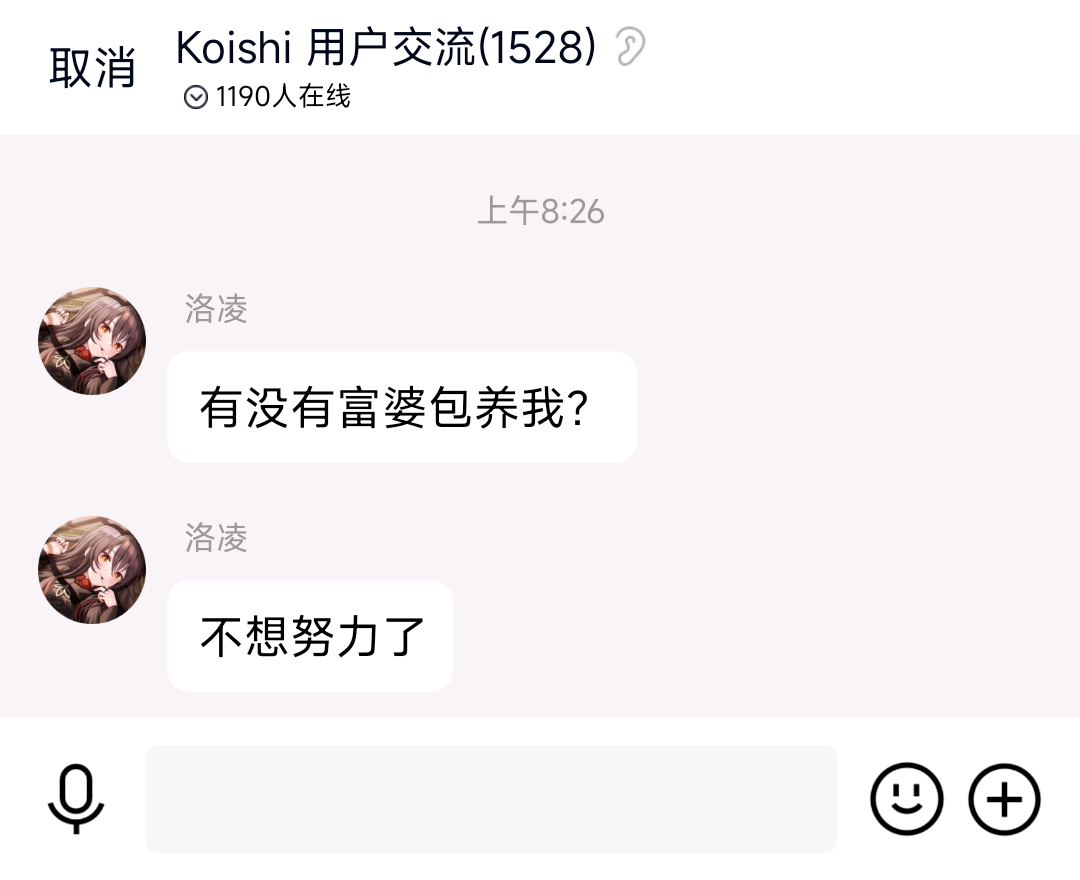 取消
Koishi 用户交流(1528)
1190人在线
上午8:26
洛凌
有没有富婆包养我?
洛凌
不想努力了